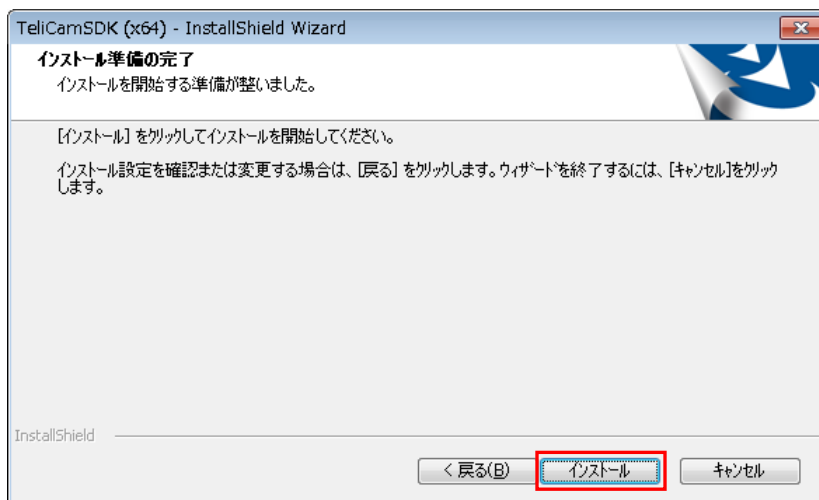 TeliCamSDK (x64) - InstallShield Wizard
インストール準備の完了
インストールを開始する準備が整いました。
[インストール] をクリックしてインストールを開始してください。
インストール設定を確認または変更する場合は、[戻る] をクリックします。ウィザードを終了するには、[キャンセル]をクリック
します。
InstallShield
< 戻る(B)
インストール
キャンセル